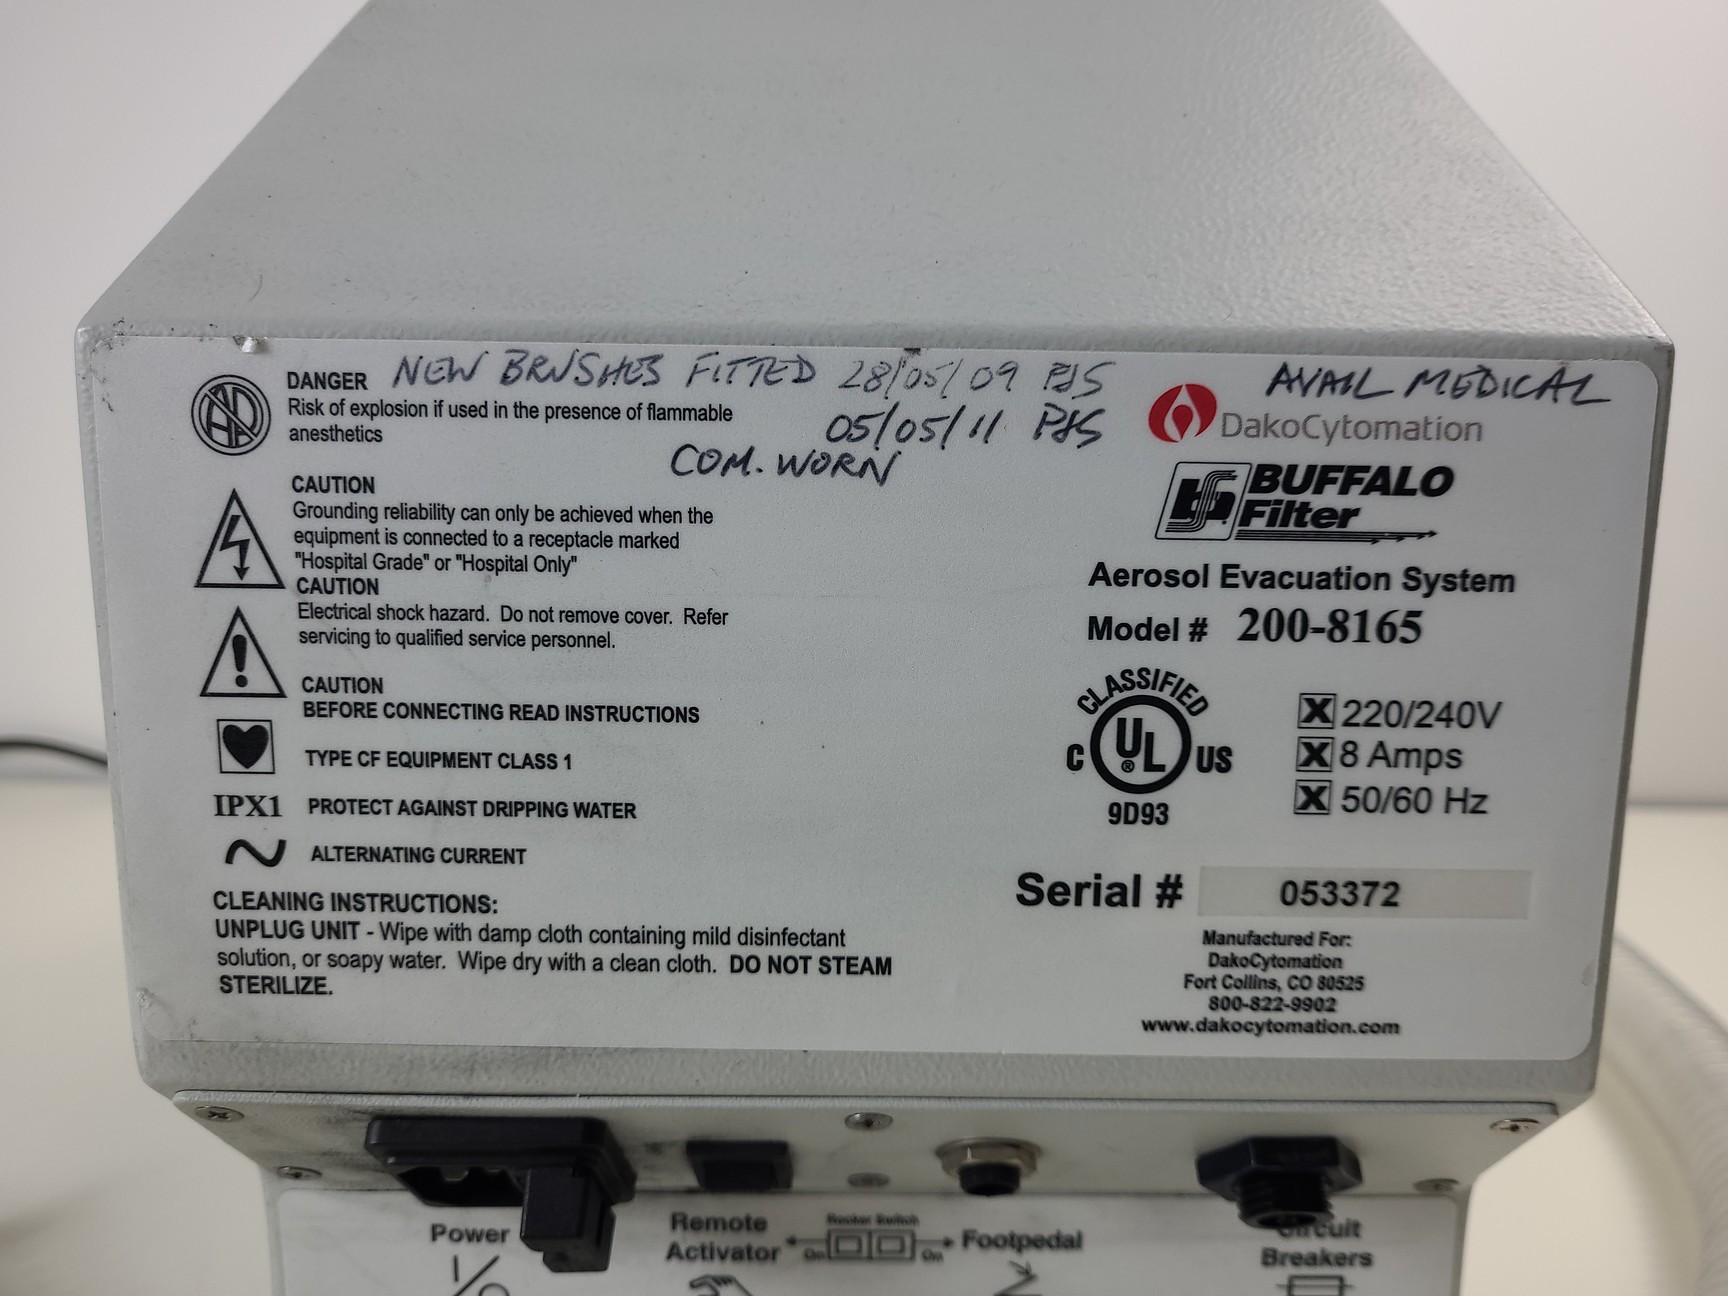 DANGER NEW BRUSHES FITTED 28/05/09 PJS
Risk of explosion if used in the presence of flammable
anesthetics
05/05/11 PJS
COM. WORN
CAUTION
Grounding reliability can only be achieved when the
equipment is connected to a receptacle marked
"Hospital Grade" or "Hospital Only"
CAUTION
Electrical shock hazard. Do not remove cover. Refer
servicing to qualified service personnel.
CAUTION
BEFORE CONNECTING READ INSTRUCTIONS
TYPE CF EQUIPMENT CLASS 1
IPX1 PROTECT AGAINST DRIPPING WATER
ALTERNATING CURRENT
CLEANING INSTRUCTIONS:
UNPLUG UNIT - Wipe with damp cloth containing mild disinfectant
solution, or soapy water. Wipe dry with a clean cloth. DO NOT STEAM
STERILIZE.
AVAIL MEDICAL
DakoCytomation
BUFFALO
Filter
Aerosol Evacuation System
Model # 200-8165
CLASSIFIED
C UL ® US
9D93
X 220/240V
X 8 Amps
X 50/60 Hz
Serial # 053372
Manufactured For:
DakoCytomation
Fort Collins, CO 80525
800-822-9902
www.dakocytomation.com
Power
Remote
Activator
Rocker Switch
On On
Footpedal
Circuit
Breakers